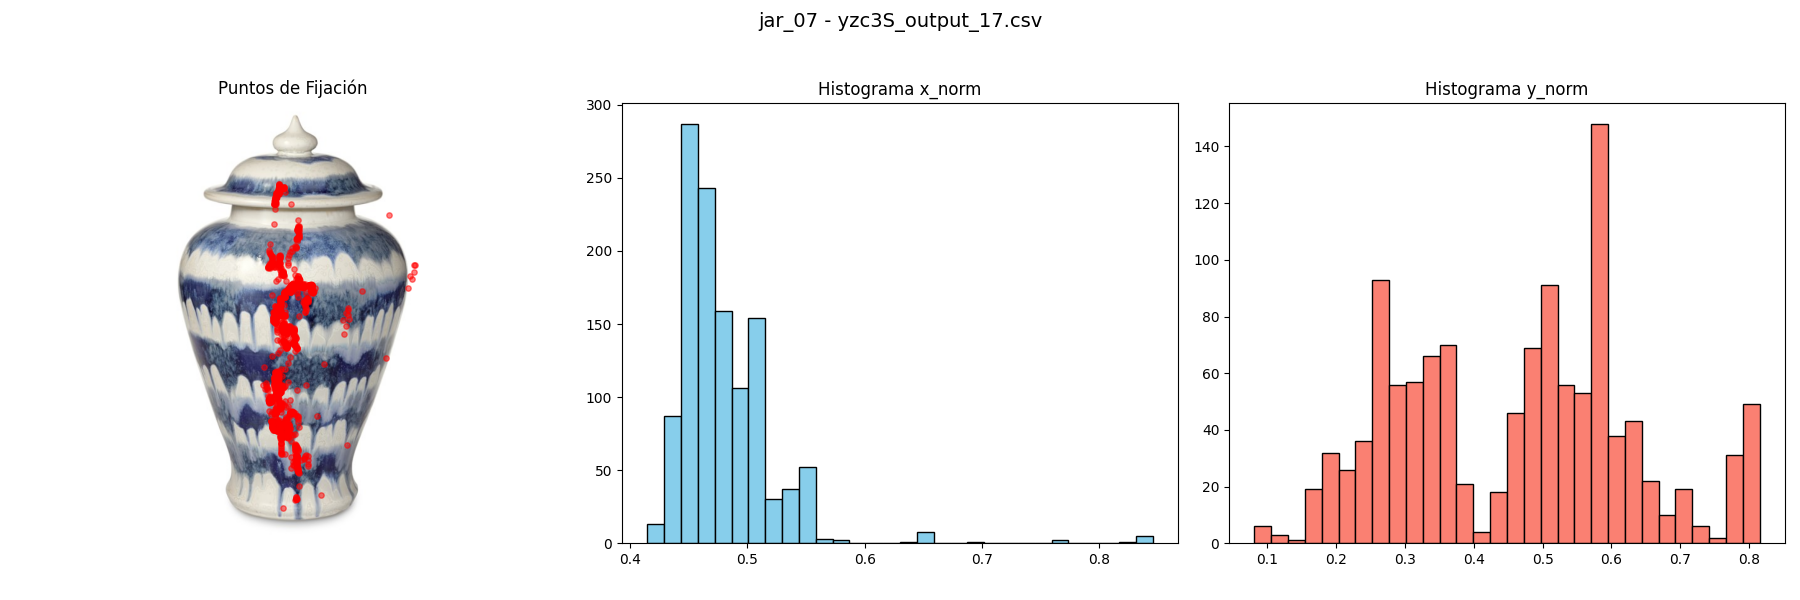 jar_07 - yzc3S_output_17.csv
Puntos de Fijación
Histograma x_norm
300
250
200
150
100
50
0
0.4 0.5 0.6 0.7 0.8
Histograma y_norm
140
120
100
80
60
40
20
0
0.1 0.2 0.3 0.4 0.5 0.6 0.7 0.8